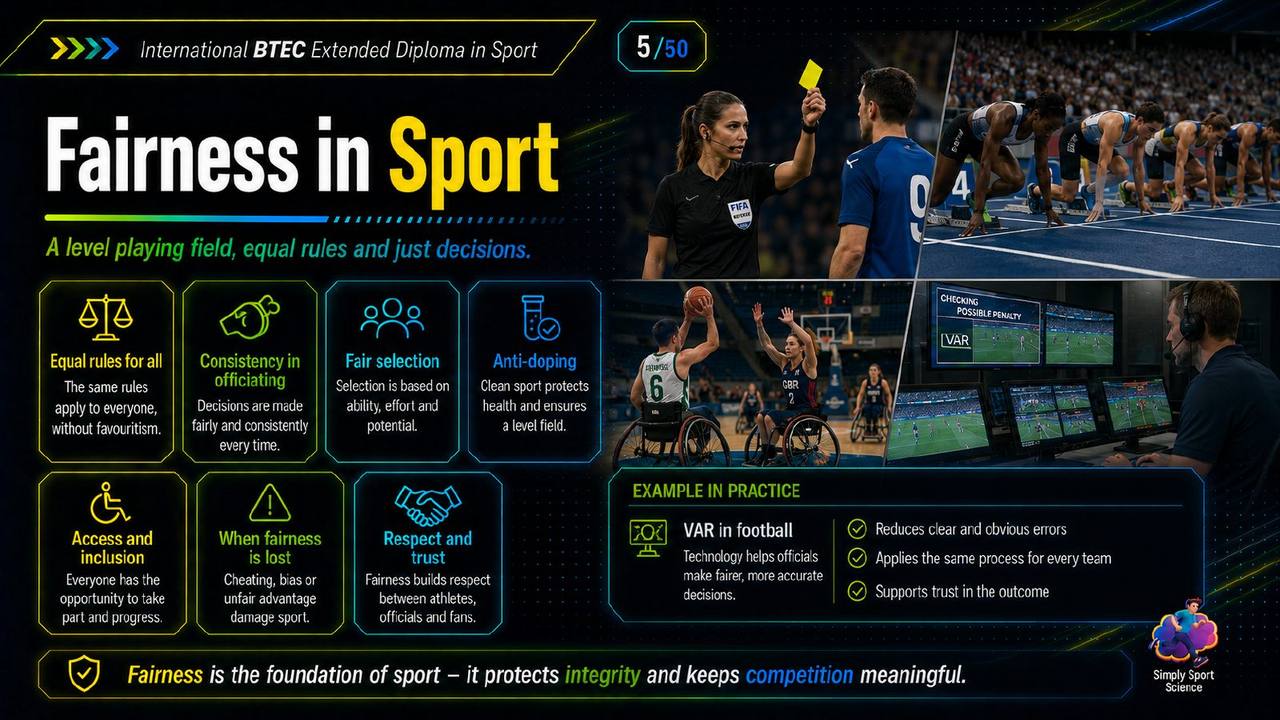 International BTEC Extended Diploma in Sport
5/50
Fairness in Sport
A level playing field, equal rules and just decisions.
Equal rules for all
The same rules
apply to everyone,
without favouritism.
Consistency in
officiating
Decisions are made
fairly and consistently
every time.
Fair selection
Selection is based on
ability, effort and
potential.
Anti-doping
Clean sport protects
health and ensures
a level field.
Access and
inclusion
Everyone has the
opportunity to take
part and progress.
When fairness
is lost
Cheating, bias or
unfair advantage
damage sport.
Respect and
trust
Fairness builds respect
between athletes,
officials and fans.
FIFA
9
4
6
GBR
2
CHECKING
POSSIBLE PENALTY
VAR
EXAMPLE IN PRACTICE
VAR in football
Technology helps officials
make fairer, more accurate
decisions.
Reduces clear and obvious errors
Applies the same process for every team
Supports trust in the outcome
Fairness is the foundation of sport – it protects integrity and keeps competition meaningful.
Simply Sport
Science